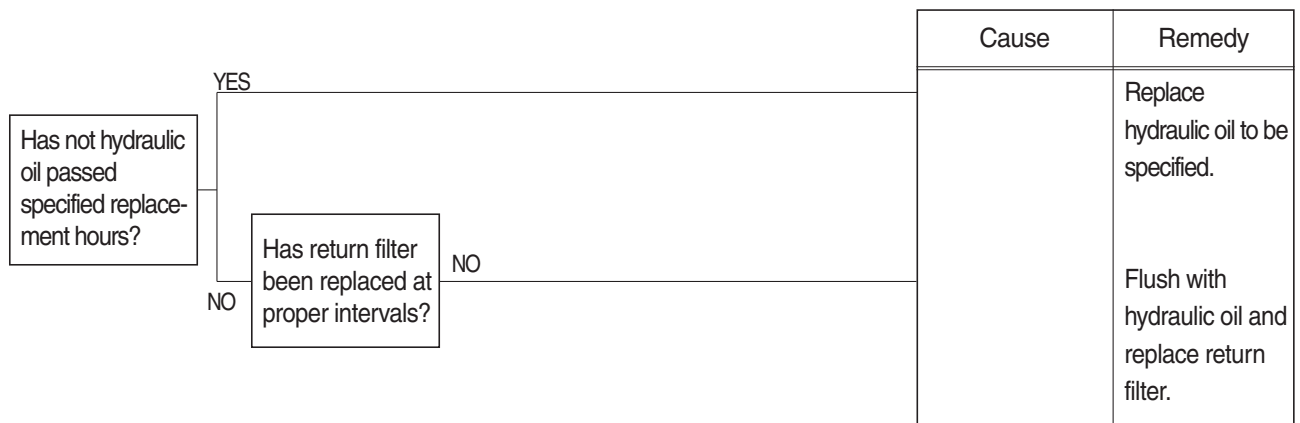 Cause
Remedy
YES
Replace
hydraulic oil to be
specified.
Has not hydraulic
oil passed
specified replace-
ment hours?
Has return filter
been replaced at
proper intervals?
NO
NO
Flush with
hydraulic oil and
replace return
filter.